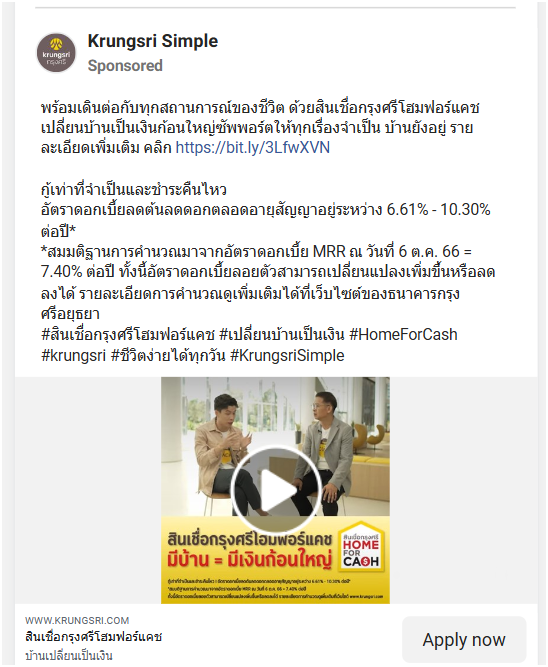 Krungsri Simple
Sponsored
krungsri
กรุงศรี
พร้อมเดินต่อกับทุกสถานการณ์ของชีวิต ด้วยสินเชื่อกรุงศรีโฮมฟอร์แคช
เปลี่ยนบ้านเป็นเงินก้อนใหญ่ซัพพอร์ตให้ทุกเรื่องจำเป็น บ้านยังอยู่ ราย
ละเอียดเพิ่มเติม คลิก https://bit.ly/3LfwXVN
กู้เท่าที่จำเป็นและชำระคืนไหว
อัตราดอกเบี้ยลดต้นลดดอกตลอดอายุสัญญาอยู่ระหว่าง 6.61% - 10.30%
ต่อปี*
*สมมติฐานการคำนวณมาจากอัตราดอกเบี้ย MRR ณ วันที่ 6 ต.ค. 66 =
7.40% ต่อปี ทั้งนี้อัตราดอกเบี้ยลอยตัวสามารถเปลี่ยนแปลงเพิ่มขึ้นหรือลด
ลงได้ รายละเอียดการคำนวณดูเพิ่มเติมได้ที่เว็บไซต์ของธนาคารกรุง
ศรีอยุธยา
#สินเชื่อกรุงศรีโฮมฟอร์แคช #เปลี่ยนบ้านเป็นเงิน #HomeForCash
#krungsri #ชีวิตง่ายได้ทุกวัน #KrungsriSimple
สินเชื่อกรุงศรีโฮมฟอร์แคช
มีบ้าน = มีเงินก้อนใหญ่
สินเชื่อกรุงศรี
HOME
FOR
CASH
WWW.KRUNGSRI.COM
สินเชื่อกรุงศรีโฮมฟอร์แคช
บ้านเปลี่ยนเป็นเงิน
Apply now